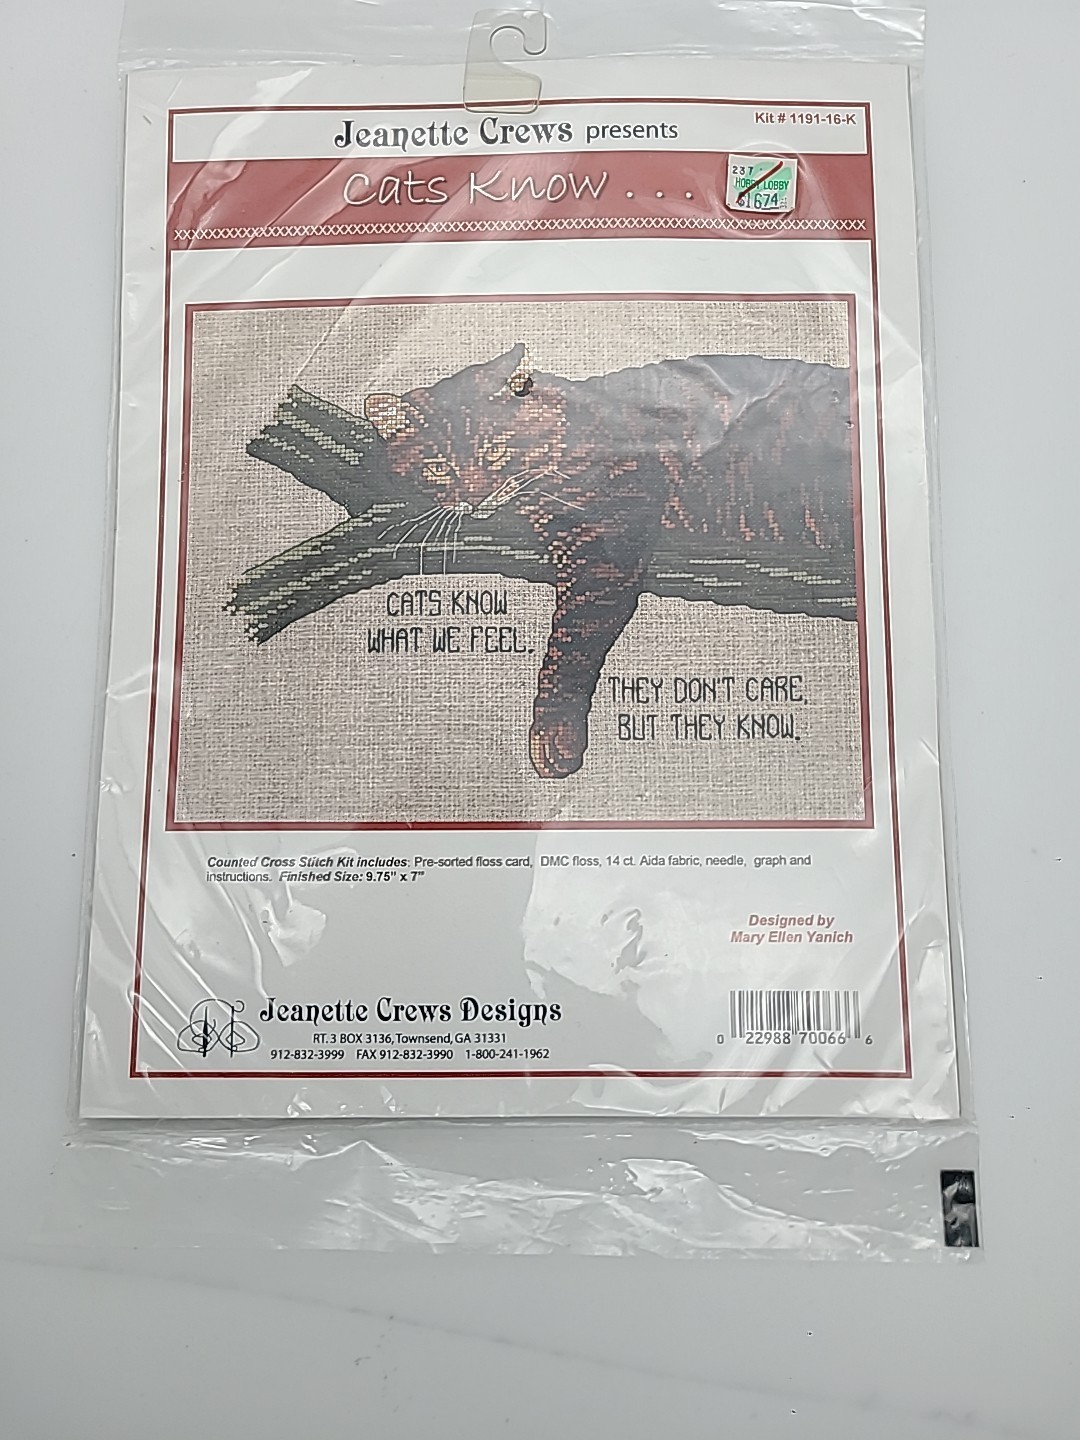 Jeanette Crews presents
Kit # 1191-16-K
Cats Know . . .
237
HOBBY LOBBY
$16.74
CATS KNOW
WHAT WE FEEL.
THEY DON'T CARE,
BUT THEY KNOW.
Counted Cross Stitch Kit includes: Pre-sorted floss card, DMC floss, 14 ct. Aida fabric, needle, graph and
instructions. Finished Size: 9.75" x 7"
Designed by
Mary Ellen Yanich
Jeanette Crews Designs
RT. 3 BOX 3136, Townsend, GA 31331
912-832-3999 FAX 912-832-3990 1-800-241-1962
0 22988 70066 6